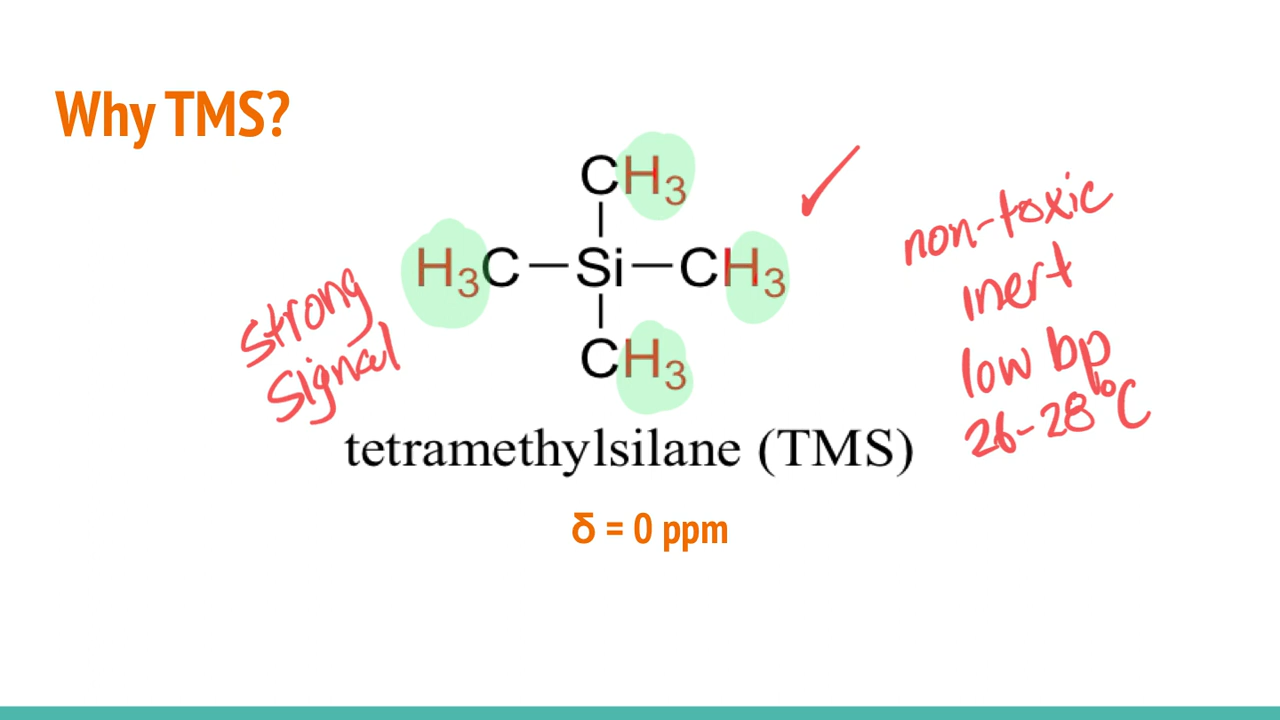 Why TMS?
CH3
H3C—Si—CH3
CH3
strong
signal
non-toxic
inert
low bp
26-28°C
tetramethylsilane (TMS)
δ = 0 ppm